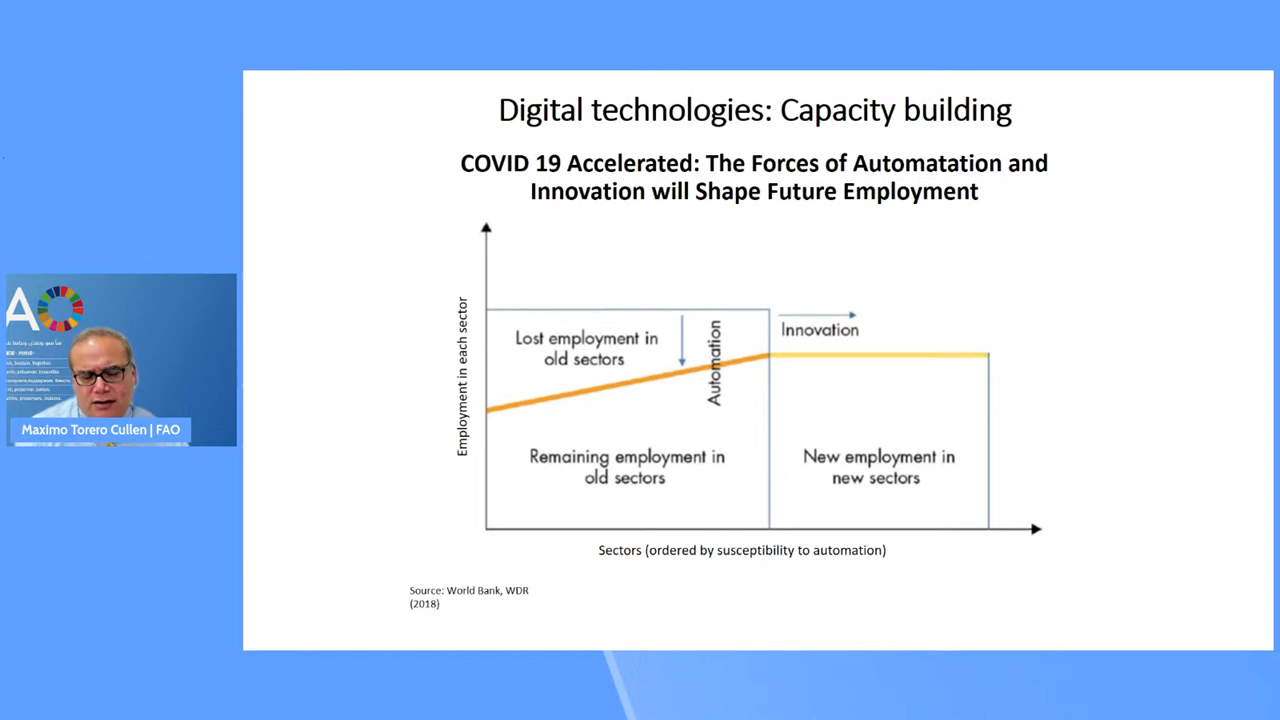 Digital technologies: Capacity building
COVID 19 Accelerated: The Forces of Automatation and
Innovation will Shape Future Employment
Employment in each sector
Lost employment in
old sectors
Automation
Innovation
Remaining employment in
old sectors
New employment in
new sectors
Sectors (ordered by susceptibility to automation)
Source: World Bank, WDR
(2018)
A
Maximo Torero Cullen | FAO